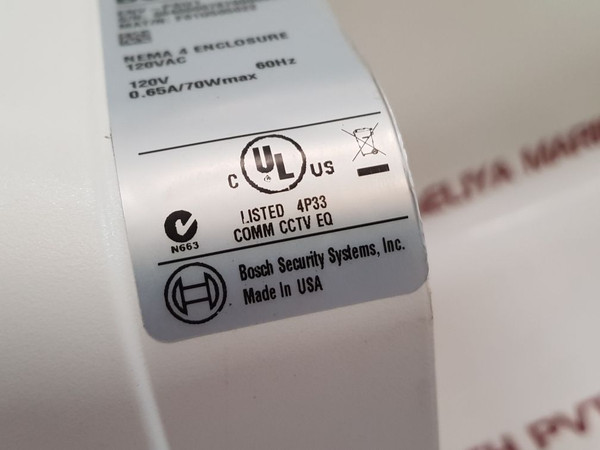 NEMA 4 ENCLOSURE
120VAC
120V 60Hz
0.65A/70Wmax
C UL US
LISTED 4P33
COMM CCTV EQ
N663
Bosch Security Systems, Inc.
Made In USA